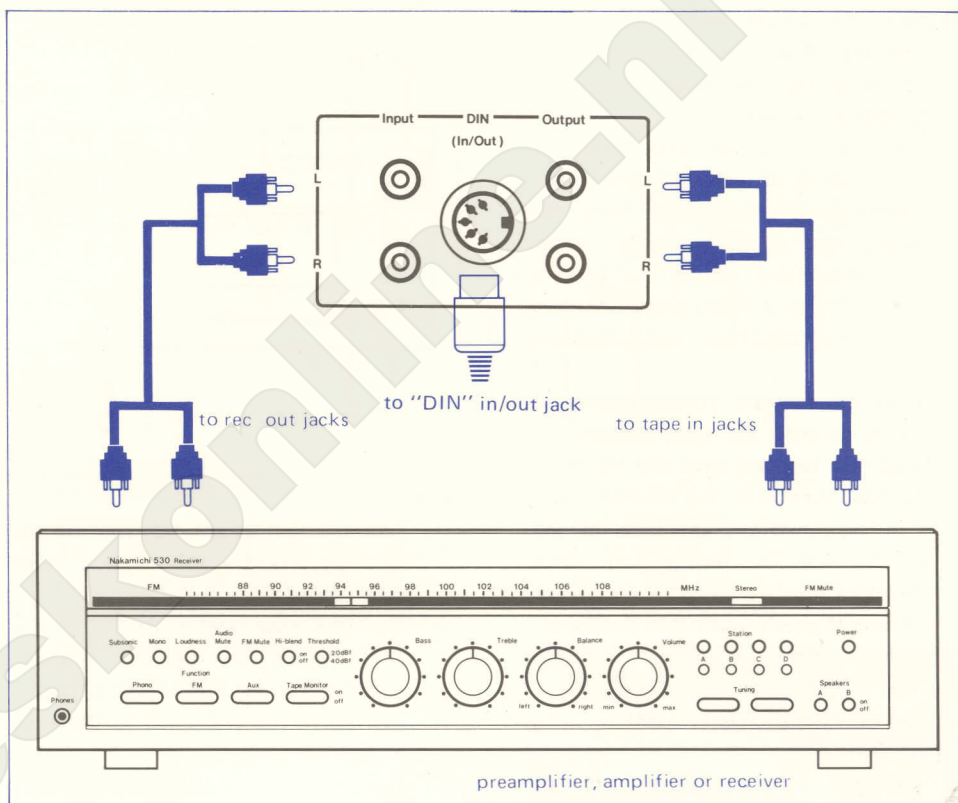 Input DIN Output
(In/Out)
L L
R R
to "DIN" in/out jack
to rec out jacks
to tape in jacks
Nakamichi 530 Receiver
FM 88 90 92 94 96 98 100 102 104 106 108 MHz Stereo FM Mute
Subsonic Mono Loudness Audio Mute FM Mute Hi-blend on off Threshold 20dBf 40dBf
Bass Treble Balance Volume
Station
A B C D
Power
Function
Phono FM Aux Tape Monitor on off
left right min max
Tuning
Speakers
A B on off
Phones
preamplifier, amplifier or receiver
eskonline.nl